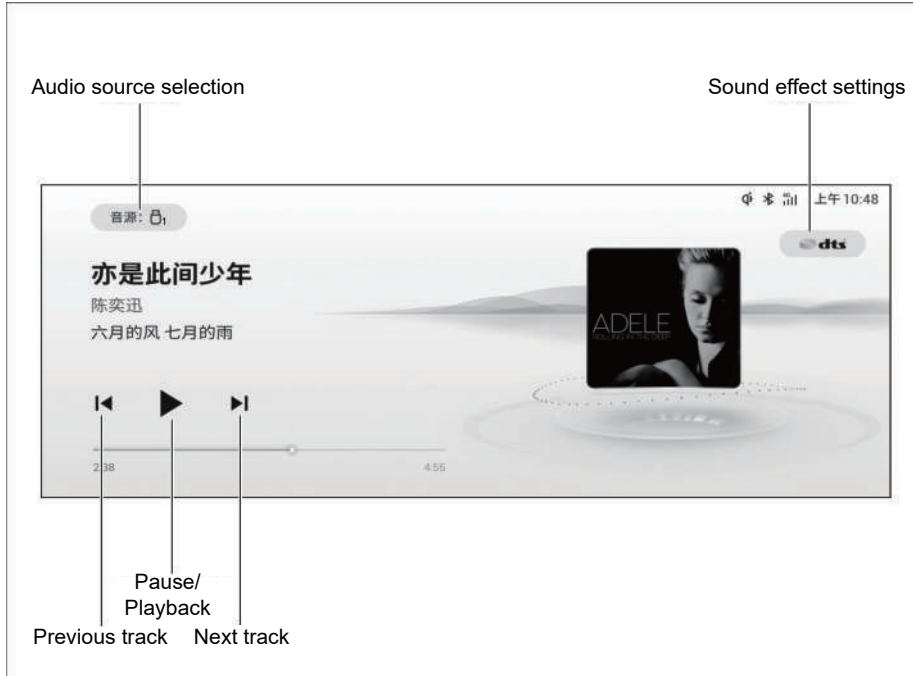 Audio source selection
Sound effect settings
音源: 1
上午10:48
dts
亦是此间少年
陈奕迅
六月的风 七月的雨
ADELE
ROLLING IN THE DEEP
2:38
4:55
Pause/
Playback
Previous track
Next track